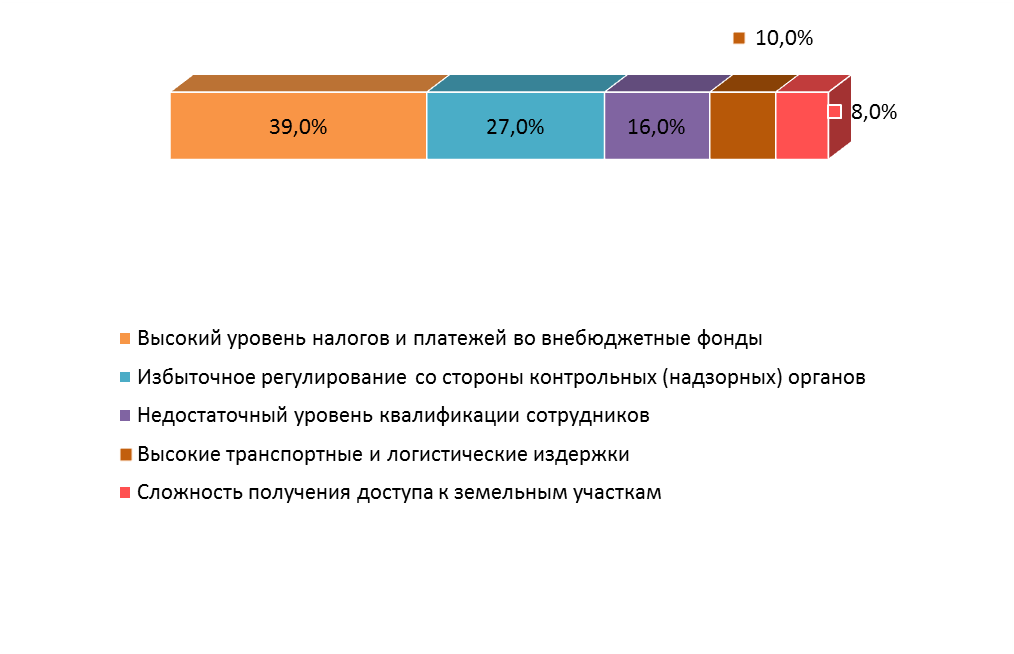 10,0%
39,0%
27,0%
16,0%
8,0%
Высокий уровень налогов и платежей во внебюджетные фонды
Избыточное регулирование со стороны контрольных (надзорных) органов
Недостаточный уровень квалификации сотрудников
Высокие транспортные и логистические издержки
Сложность получения доступа к земельным участкам